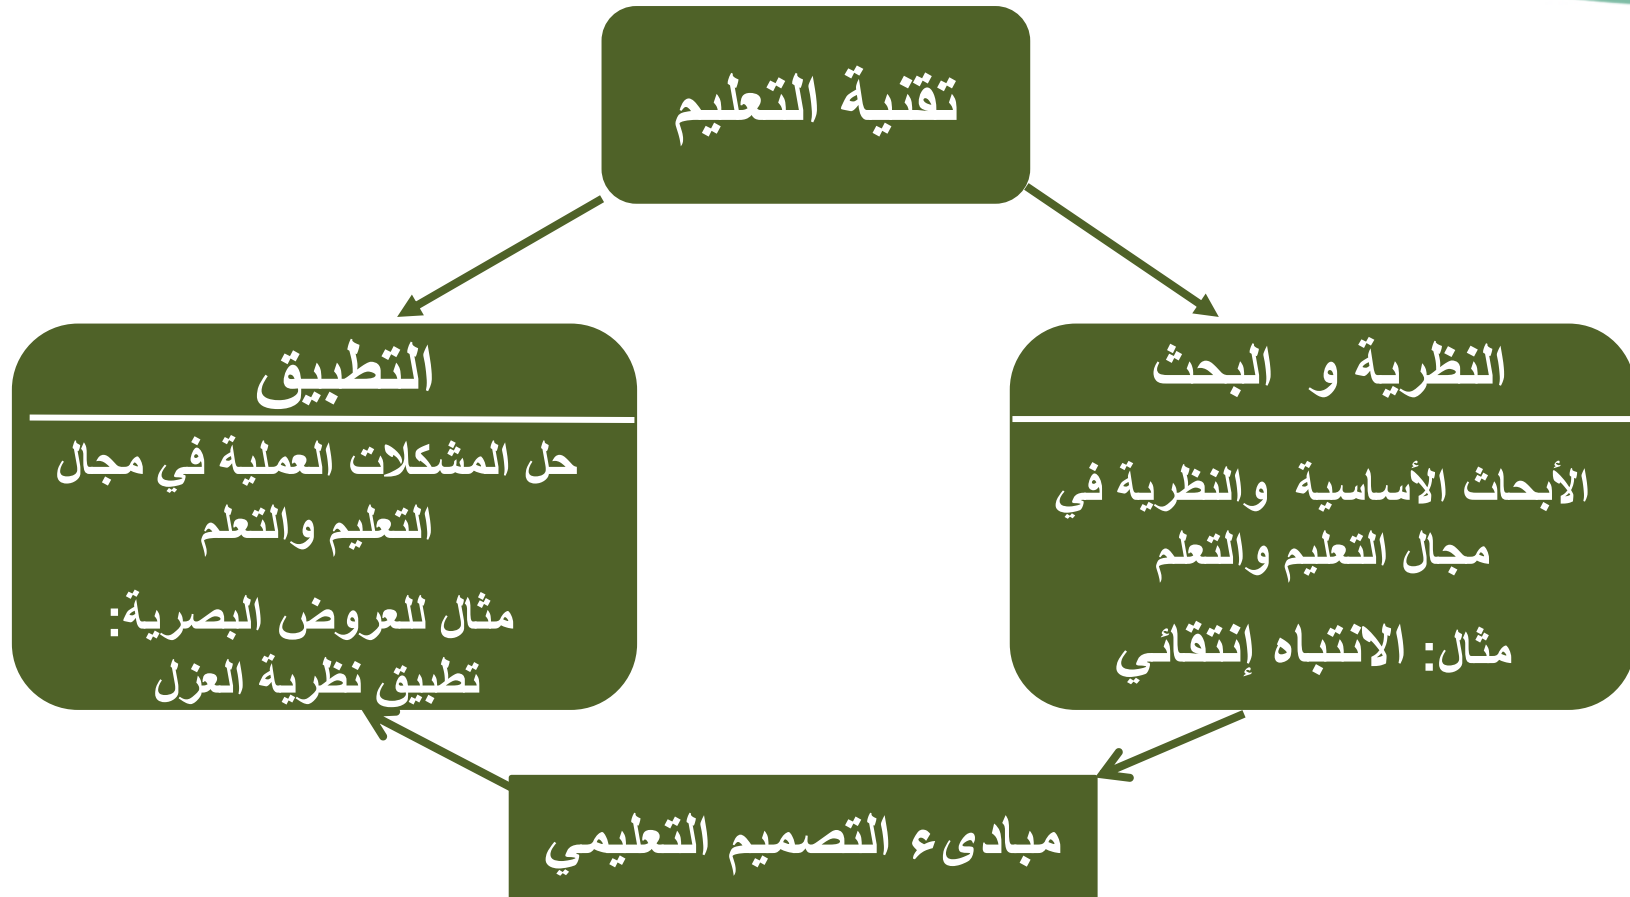 تقنية التعليم
النظرية و البحث
الأبحاث الأساسية والنظرية في
مجال التعليم والتعلم
مثال: الانتباه إنتقائي
التطبيق
حل المشكلات العملية في مجال
التعليم والتعلم
مثال للعروض البصرية:
تطبيق نظرية العزل
مبادىء التصميم التعليمي